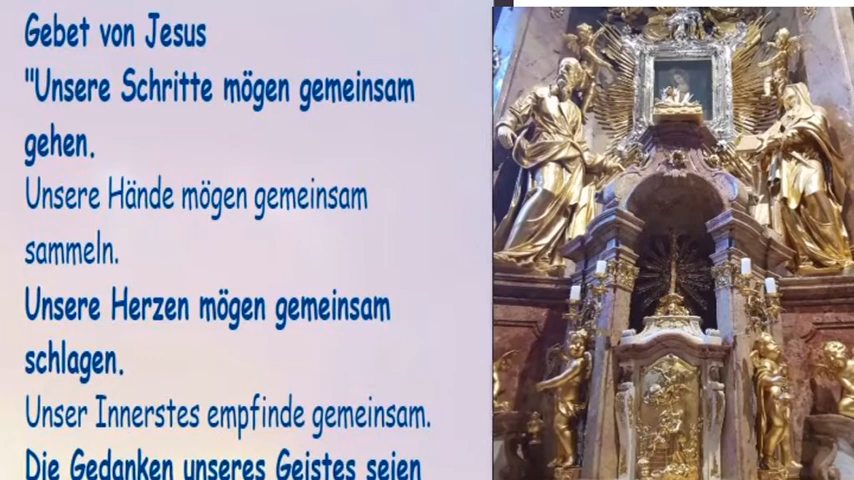 Gebet von Jesus
"Unsere Schritte mögen gemeinsam
gehen.
Unsere Hände mögen gemeinsam
sammeln.
Unsere Herzen mögen gemeinsam
schlagen.
Unser Innerstes empfinde gemeinsam.
Die Gedanken unseres Geistes seien